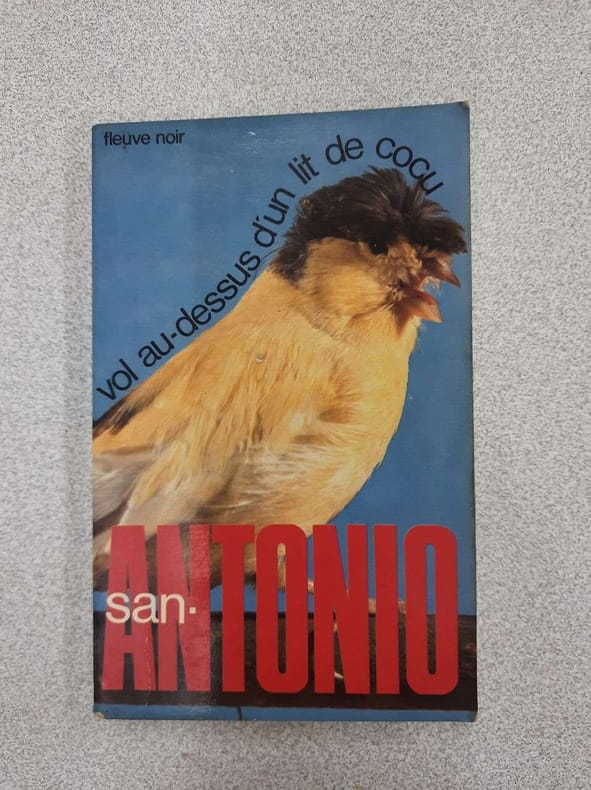 fleuve noir
vol au-dessus d'un lit de cocu
san-
ANTONIO